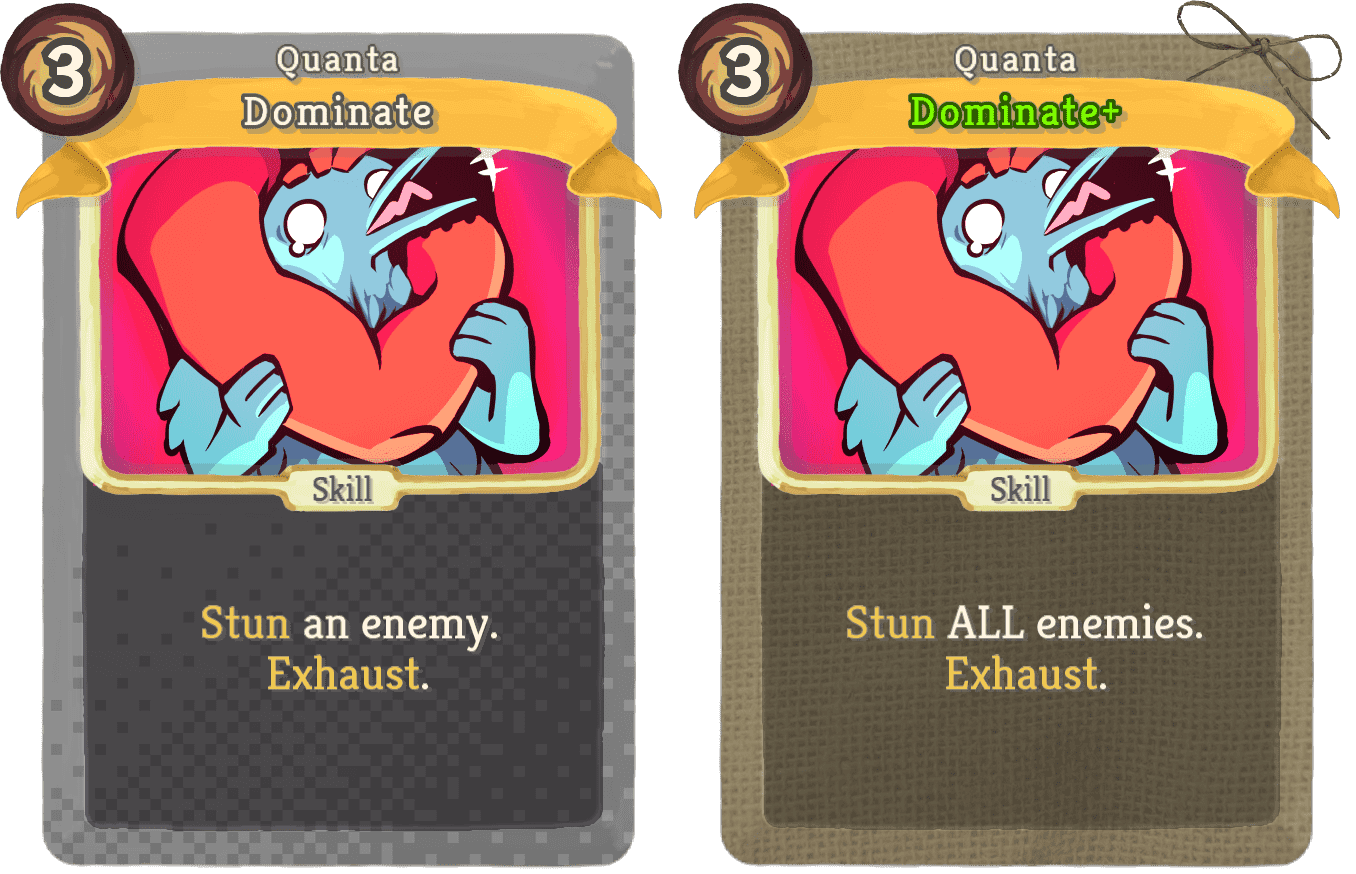 3
Quanta
Dominate
Skill
Stun an enemy.
Exhaust.
3
Quanta
Dominate+
Skill
Stun ALL enemies.
Exhaust.